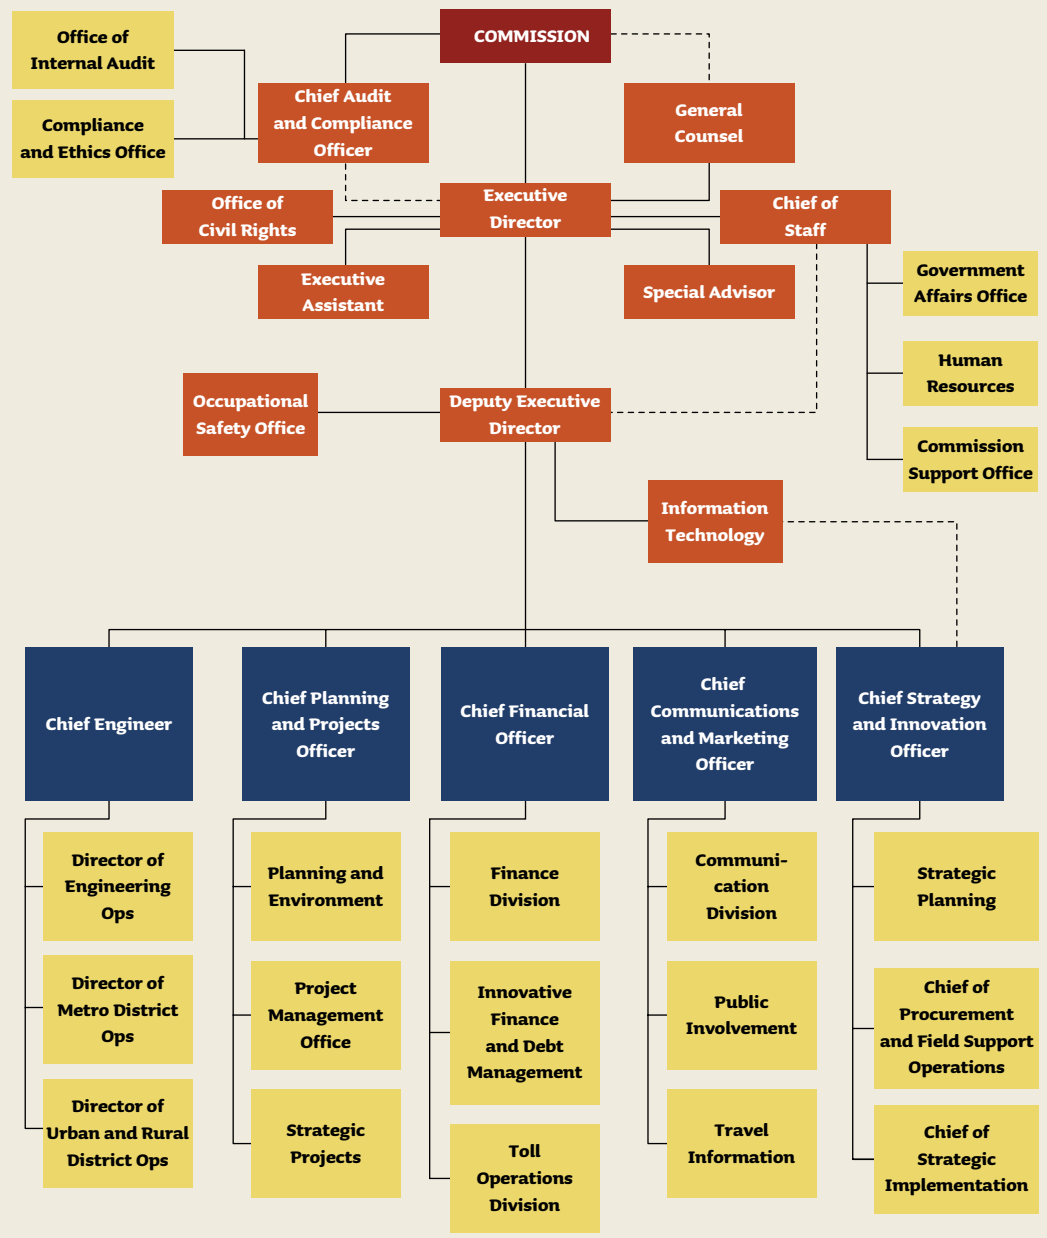 Office of
Internal Audit
COMMISSION
Compliance
and Ethics Office
Chief Audit
and Compliance
Officer
General
Counsel
Office of
Civil Rights
Executive
Director
Chief of
Staff
Executive
Assistant
Special Advisor
Government
Affairs Office
Human
Resources
Commission
Support Office
Occupational
Safety Office
Deputy Executive
Director
Information
Technology
Chief Engineer
Chief Planning
and Projects
Officer
Chief Financial
Officer
Chief
Communications
and Marketing
Officer
Chief Strategy
and Innovation
Officer
Director of
Engineering
Ops
Director of
Metro District
Ops
Director of
Urban and Rural
District Ops
Planning and
Environment
Project
Management
Office
Strategic
Projects
Finance
Division
Innovative
Finance
and Debt
Management
Toll
Operations
Division
Communi-
cation
Division
Public
Involvement
Travel
Information
Strategic
Planning
Chief of
Procurement
and Field Support
Operations
Chief of
Strategic
Implementation